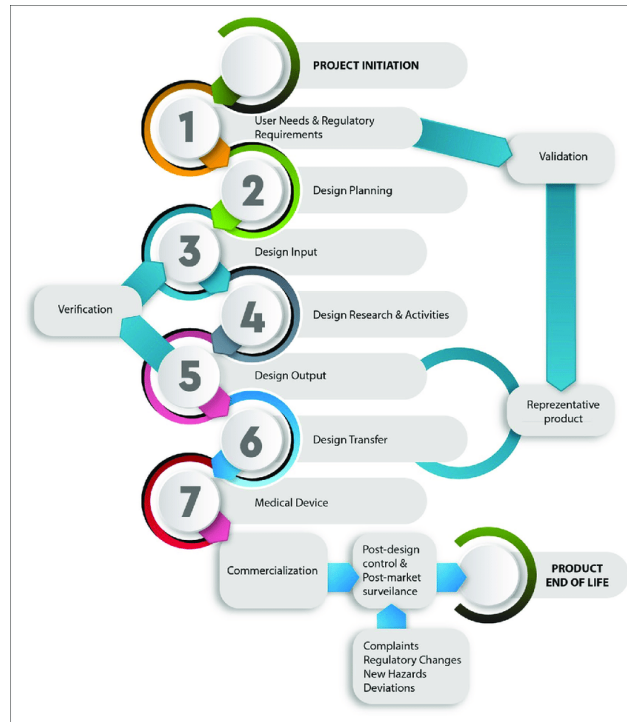 PROJECT INITIATION
1
User Needs & Regulatory
Requirements
Validation
2
Design Planning
3
Design Input
Verification
4
Design Research & Activities
5
Design Output
Reprezentative
product
6
Design Transfer
7
Medical Device
Commercialization
Post-design
control &
Post-market
surveilance
PRODUCT
END OF LIFE
Complaints
Regulatory Changes
New Hazards
Deviations